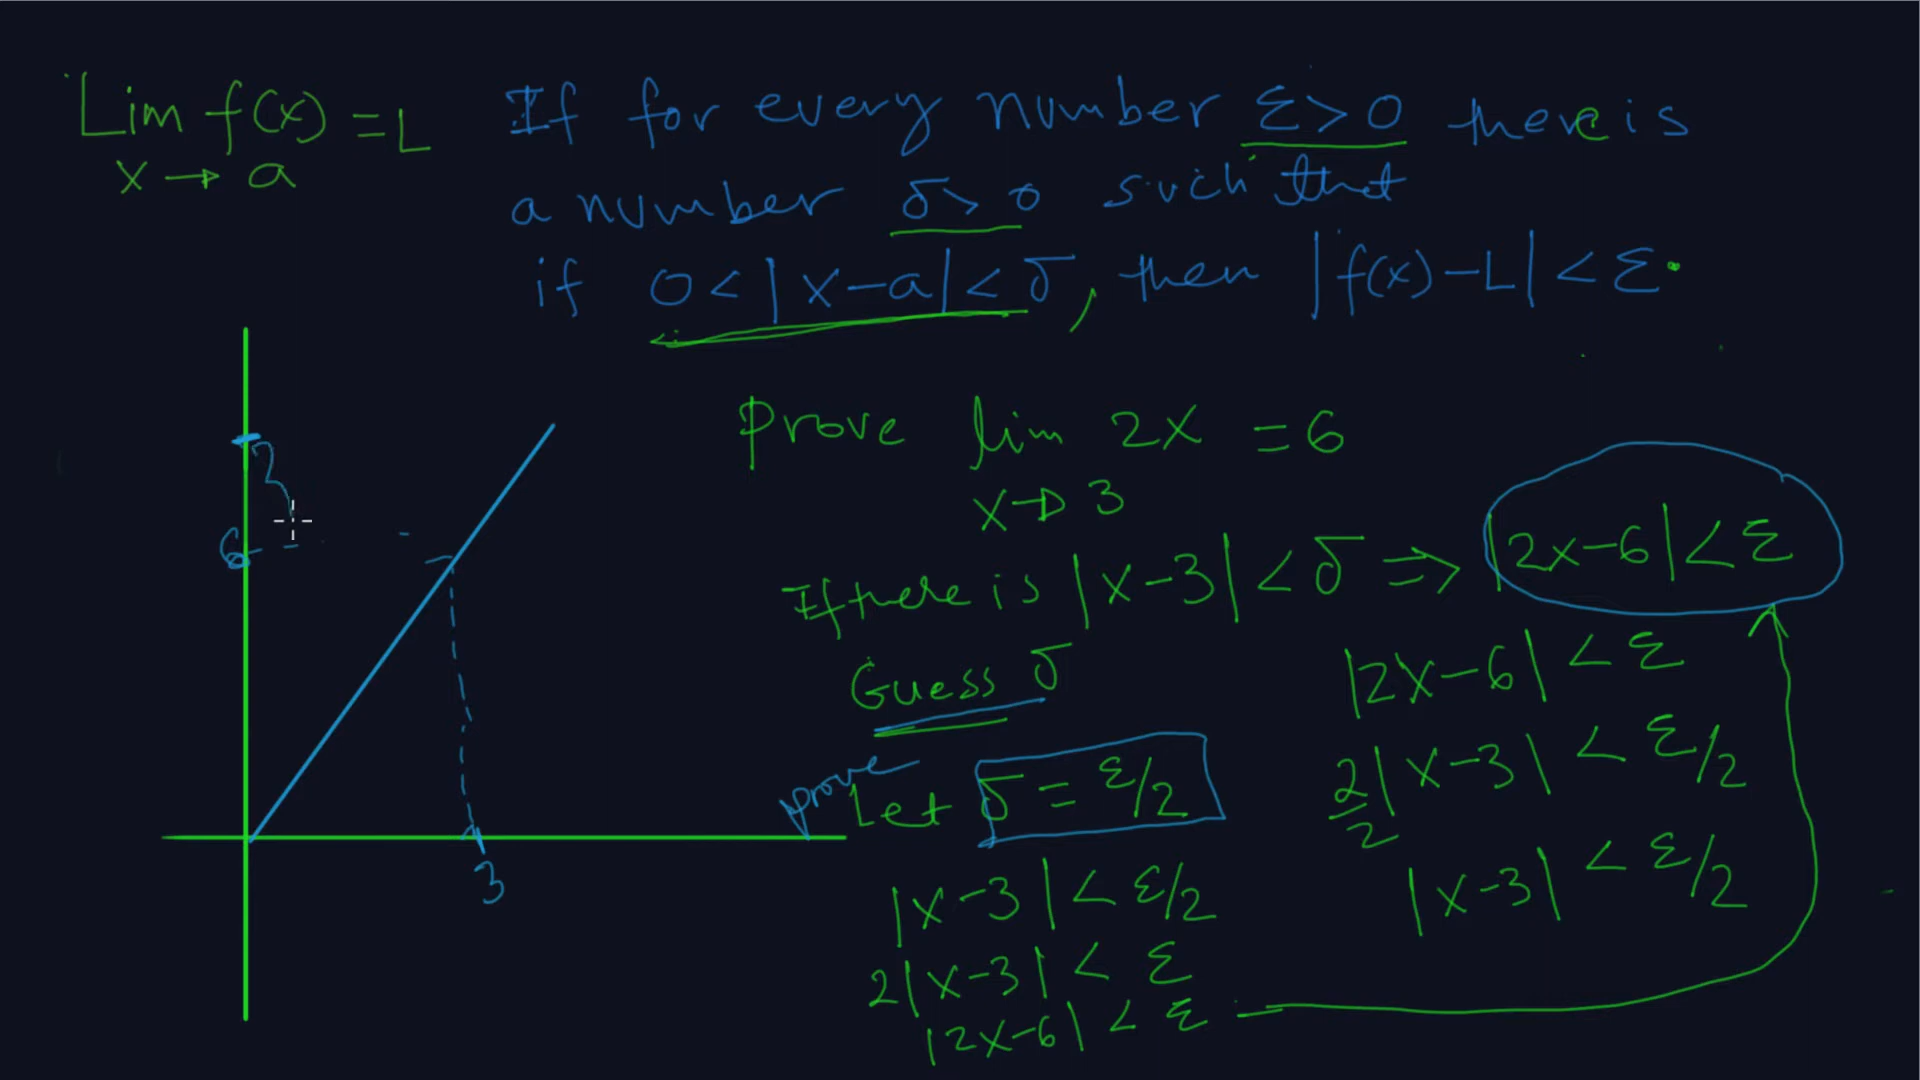 Lim f(x) = L
x → a
If for every number ε > 0 there is
a number δ > 0 such that
if 0 < |x - a| < δ, then |f(x) - L| < ε.
Prove lim 2x = 6
x → 3
If there is |x - 3| < δ ⇒ |2x - 6| < ε
Guess δ
prove
Let δ = ε/2
|x - 3| < ε/2
2|x - 3| < ε
|2x - 6| < ε
|2x - 6| < ε
2/2 |x - 3| < ε/2
|x - 3| < ε/2
6
3